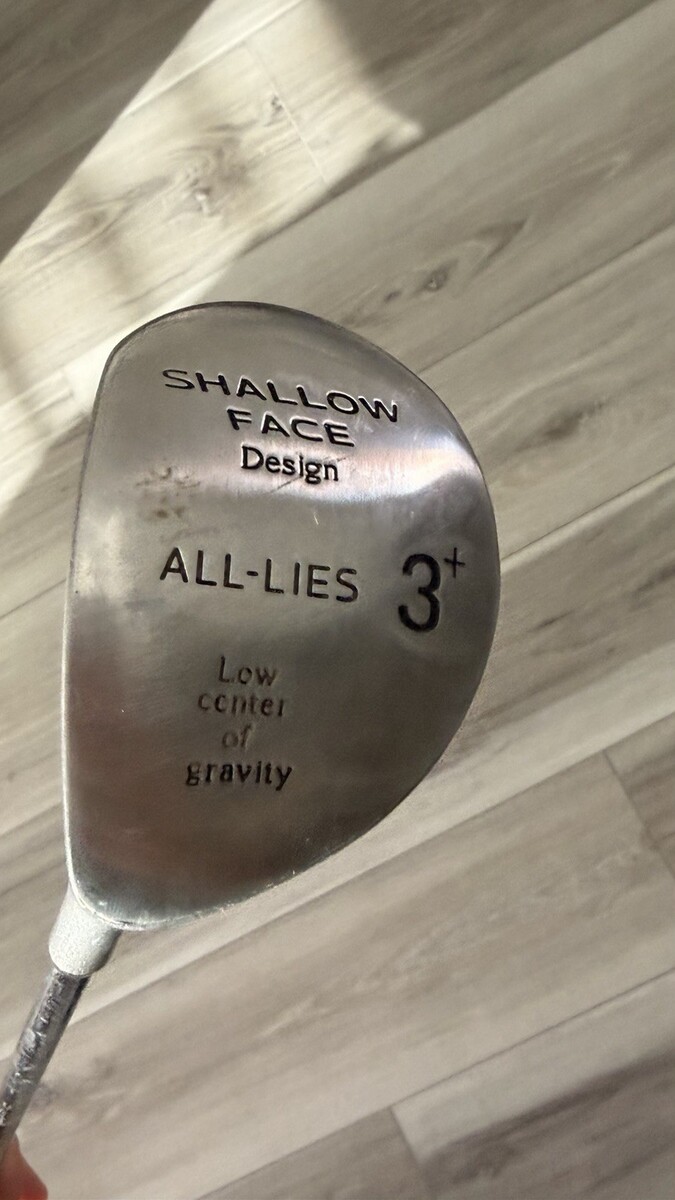 SHALLOW
FACE
Design
ALL-LIES 3+
Low
center
of
gravity